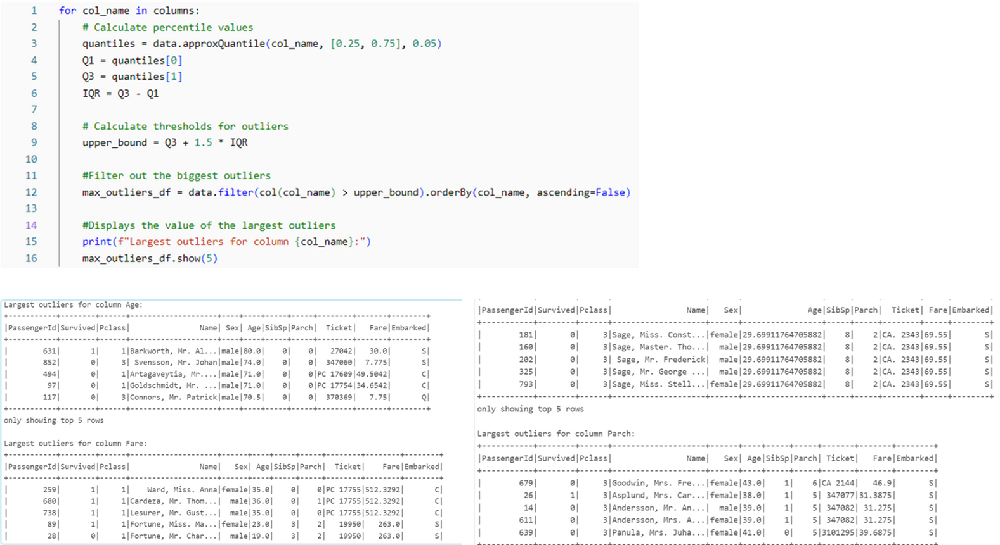 1 for col_name in columns:
2 # Calculate percentile values
3 quantiles = data.approxQuantile(col_name, [0.25, 0.75], 0.05)
4 Q1 = quantiles[0]
5 Q3 = quantiles[1]
6 IQR = Q3 - Q1
7
8 # Calculate thresholds for outliers
9 upper_bound = Q3 + 1.5 * IQR
10
11 #Filter out the biggest outliers
12 max_outliers_df = data.filter(col(col_name) > upper_bound).orderBy(col_name, ascending=False)
13
14 #Displays the value of the largest outliers
15 print(f"Largest outliers for column {col_name}:")
16 max_outliers_df.show(5)
Largest outliers for column Age:
|PassengerId|Survived|Pclass| Name| Sex| Age|SibSp|Parch| Ticket| Fare|Embarked|
| 631| 1| 1|Barkworth, Mr. Al...|male|80.0| 0| 0| 27042| 30.0| S|
| 852| 0| 3| Svensson, Mr. Johan|male|74.0| 0| 0| 347060| 7.775| S|
| 494| 0| 1|Artagaveytia, Mr....|male|71.0| 0| 0|PC 17609|49.5042| C|
| 97| 0| 1|Goldschmidt, Mr. ...|male|71.0| 0| 0|PC 17754|34.6542| C|
| 117| 0| 3|Connors, Mr. Patrick|male|70.5| 0| 0| 370369| 7.75| Q|
only showing top 5 rows
Largest outliers for column Fare:
|PassengerId|Survived|Pclass| Name| Sex| Age|SibSp|Parch| Ticket| Fare|Embarked|
| 259| 1| 1| Ward, Miss. Anna|female|35.0| 0| 0|PC 17755|512.3292| C|
| 680| 1| 1|Cardeza, Mr. Thom...| male|36.0| 0| 1|PC 17755|512.3292| C|
| 738| 1| 1|Lesurer, Mr. Gust...| male|35.0| 0| 0|PC 17755|512.3292| C|
| 89| 1| 1|Fortune, Miss. Ma...|female|23.0| 3| 2| 19950| 263.0| S|
| 28| 0| 1|Fortune, Mr. Char...| male|19.0| 3| 2| 19950| 263.0| S|
|PassengerId|Survived|Pclass| Name| Sex| Age|SibSp|Parch| Ticket| Fare|Embarked|
| 181| 0| 3|Sage, Miss. Const...|female|29.69911764705882| 8| 2|CA. 2343|69.55| S|
| 160| 0| 3|Sage, Master. Tho...| male|29.69911764705882| 8| 2|CA. 2343|69.55| S|
| 202| 0| 3| Sage, Mr. Frederick| male|29.69911764705882| 8| 2|CA. 2343|69.55| S|
| 325| 0| 3|Sage, Mr. George ...| male|29.69911764705882| 8| 2|CA. 2343|69.55| S|
| 793| 0| 3|Sage, Miss. Stell...|female|29.69911764705882| 8| 2|CA. 2343|69.55| S|
only showing top 5 rows
Largest outliers for column Parch:
|PassengerId|Survived|Pclass| Name| Sex| Age|SibSp|Parch| Ticket| Fare|Embarked|
| 679| 0| 3|Goodwin, Mrs. Fre...|female|43.0| 1| 6|CA 2144| 46.9| S|
| 26| 1| 3|Asplund, Mrs. Car...|female|38.0| 1| 5| 347077|31.3875| S|
| 14| 0| 3|Andersson, Mr. An...| male|39.0| 1| 5| 347082| 31.275| S|
| 611| 0| 3|Andersson, Mrs. A...|female|39.0| 1| 5| 347082| 31.275| S|
| 639| 0| 3|Panula, Mrs. Juha...|female|41.0| 0| 5|3101295|39.6875| S|